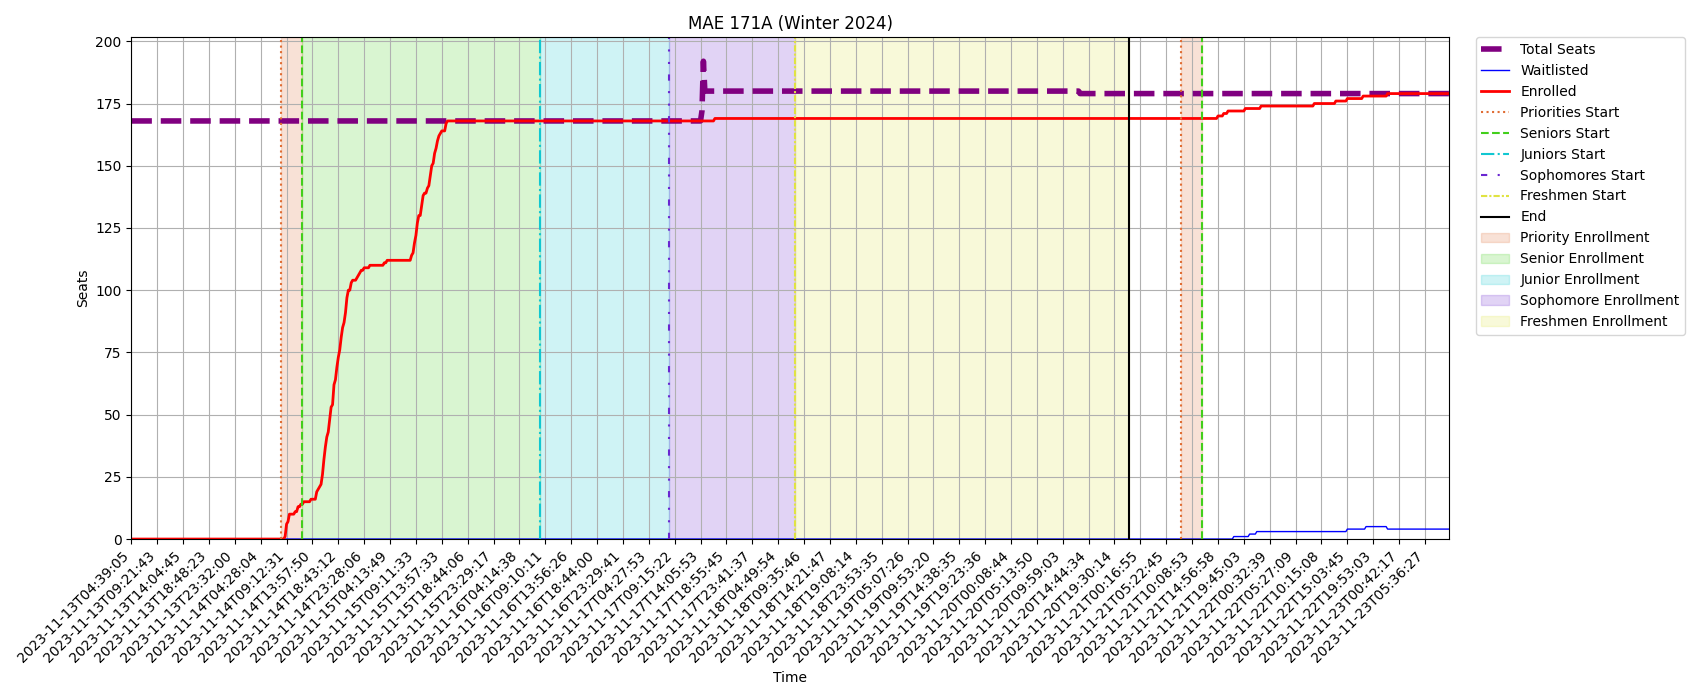 MAE 171A (Winter 2024)
200
175
150
125
100
75
50
25
0
Seats
2023-11-13T04:39:05
2023-11-13T09:21:43
2023-11-13T14:04:45
2023-11-13T18:48:23
2023-11-13T23:32:00
2023-11-14T04:28:04
2023-11-14T09:12:31
2023-11-14T13:57:50
2023-11-14T18:43:12
2023-11-14T23:28:06
2023-11-15T04:13:49
2023-11-15T09:11:33
2023-11-15T13:57:33
2023-11-15T18:44:06
2023-11-15T23:29:17
2023-11-16T04:14:38
2023-11-16T09:10:11
2023-11-16T13:56:26
2023-11-16T18:44:00
2023-11-16T23:29:41
2023-11-17T04:27:53
2023-11-17T09:15:22
2023-11-17T14:05:53
2023-11-17T18:55:45
2023-11-17T23:41:37
2023-11-18T04:49:54
2023-11-18T09:35:46
2023-11-18T14:21:47
2023-11-18T19:08:14
2023-11-18T23:53:35
2023-11-19T05:07:26
2023-11-19T09:53:20
2023-11-19T14:38:35
2023-11-19T19:23:36
2023-11-20T00:08:44
2023-11-20T05:13:50
2023-11-20T09:59:03
2023-11-20T14:44:34
2023-11-20T19:30:14
2023-11-21T00:16:55
2023-11-21T05:22:45
2023-11-21T10:08:53
2023-11-21T14:56:58
2023-11-21T19:45:03
2023-11-22T00:32:39
2023-11-22T05:27:09
2023-11-22T10:15:08
2023-11-22T15:03:45
2023-11-22T19:53:03
2023-11-23T00:42:17
2023-11-23T05:36:27
Time
Total Seats
Waitlisted
Enrolled
Priorities Start
Seniors Start
Juniors Start
Sophomores Start
Freshmen Start
End
Priority Enrollment
Senior Enrollment
Junior Enrollment
Sophomore Enrollment
Freshmen Enrollment